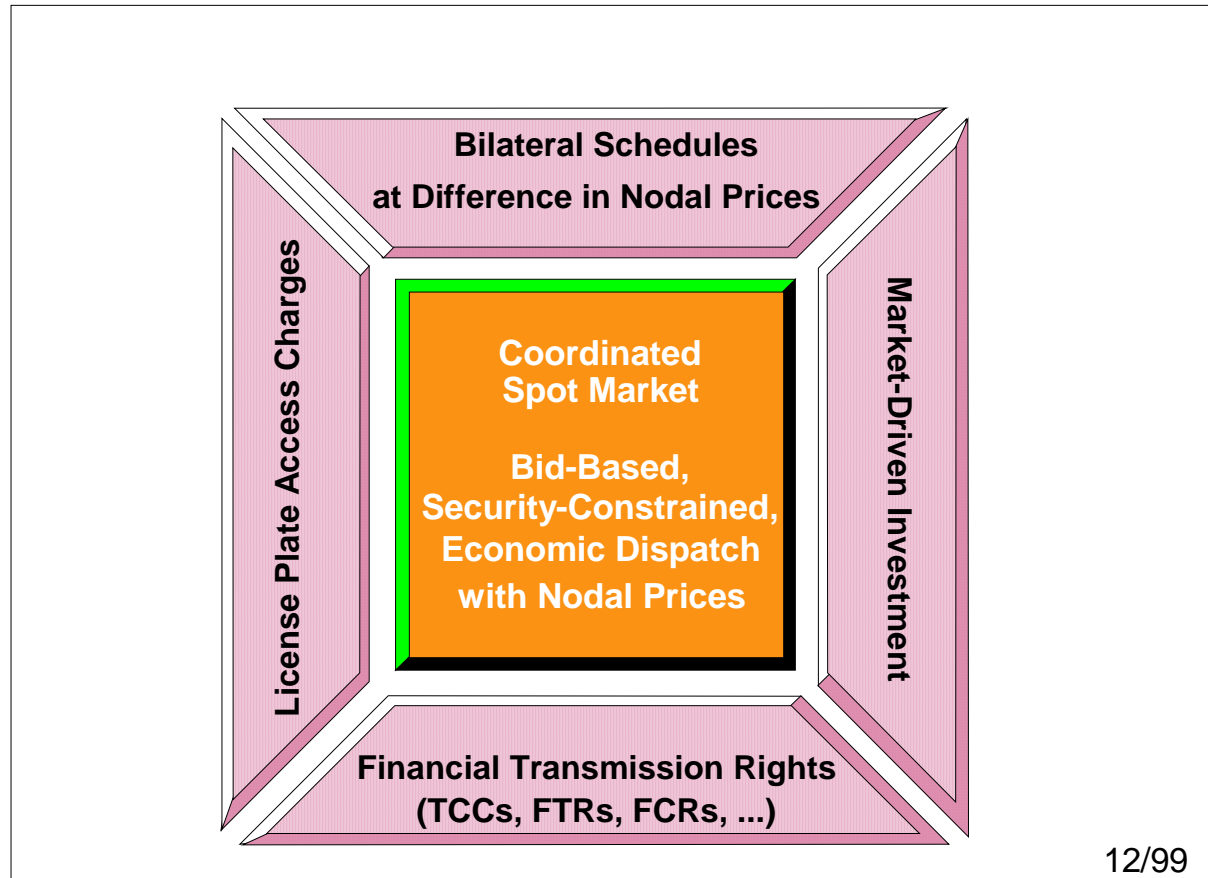 Bilateral Schedules
at Difference in Nodal Prices
License Plate Access Charges
Coordinated
Spot Market
Bid-Based,
Security-Constrained,
Economic Dispatch
with Nodal Prices
Market-Driven Investment
Financial Transmission Rights
(TCCs, FTRs, FCRs, ...)
12/99